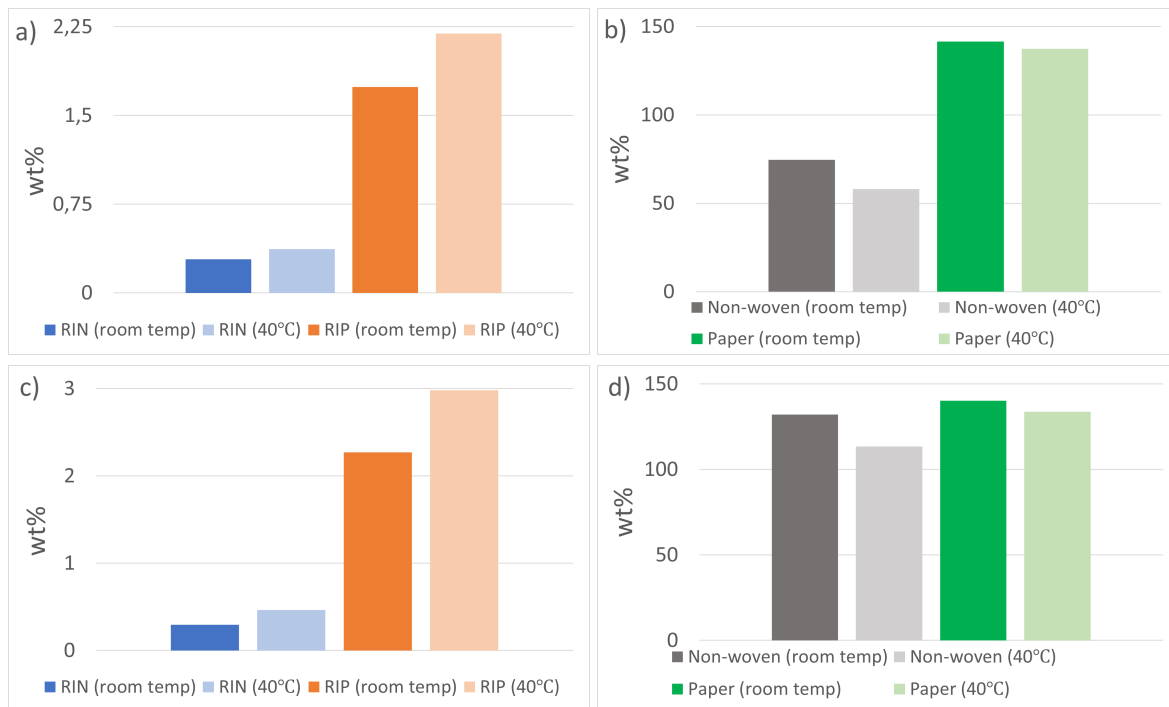 a)
2,25
1,5
0,75
0
wt%
RIN (room temp) RIN (40℃) RIP (room temp) RIP (40℃)
b)
150
100
50
0
wt%
Non-woven (room temp) Non-woven (40℃)
Paper (room temp) Paper (40℃)
c)
3
2
1
0
wt%
RIN (room temp) RIN (40℃) RIP (room temp) RIP (40℃)
d)
150
100
50
0
wt%
Non-woven (room temp) Non-woven (40℃)
Paper (room temp) Paper (40℃)